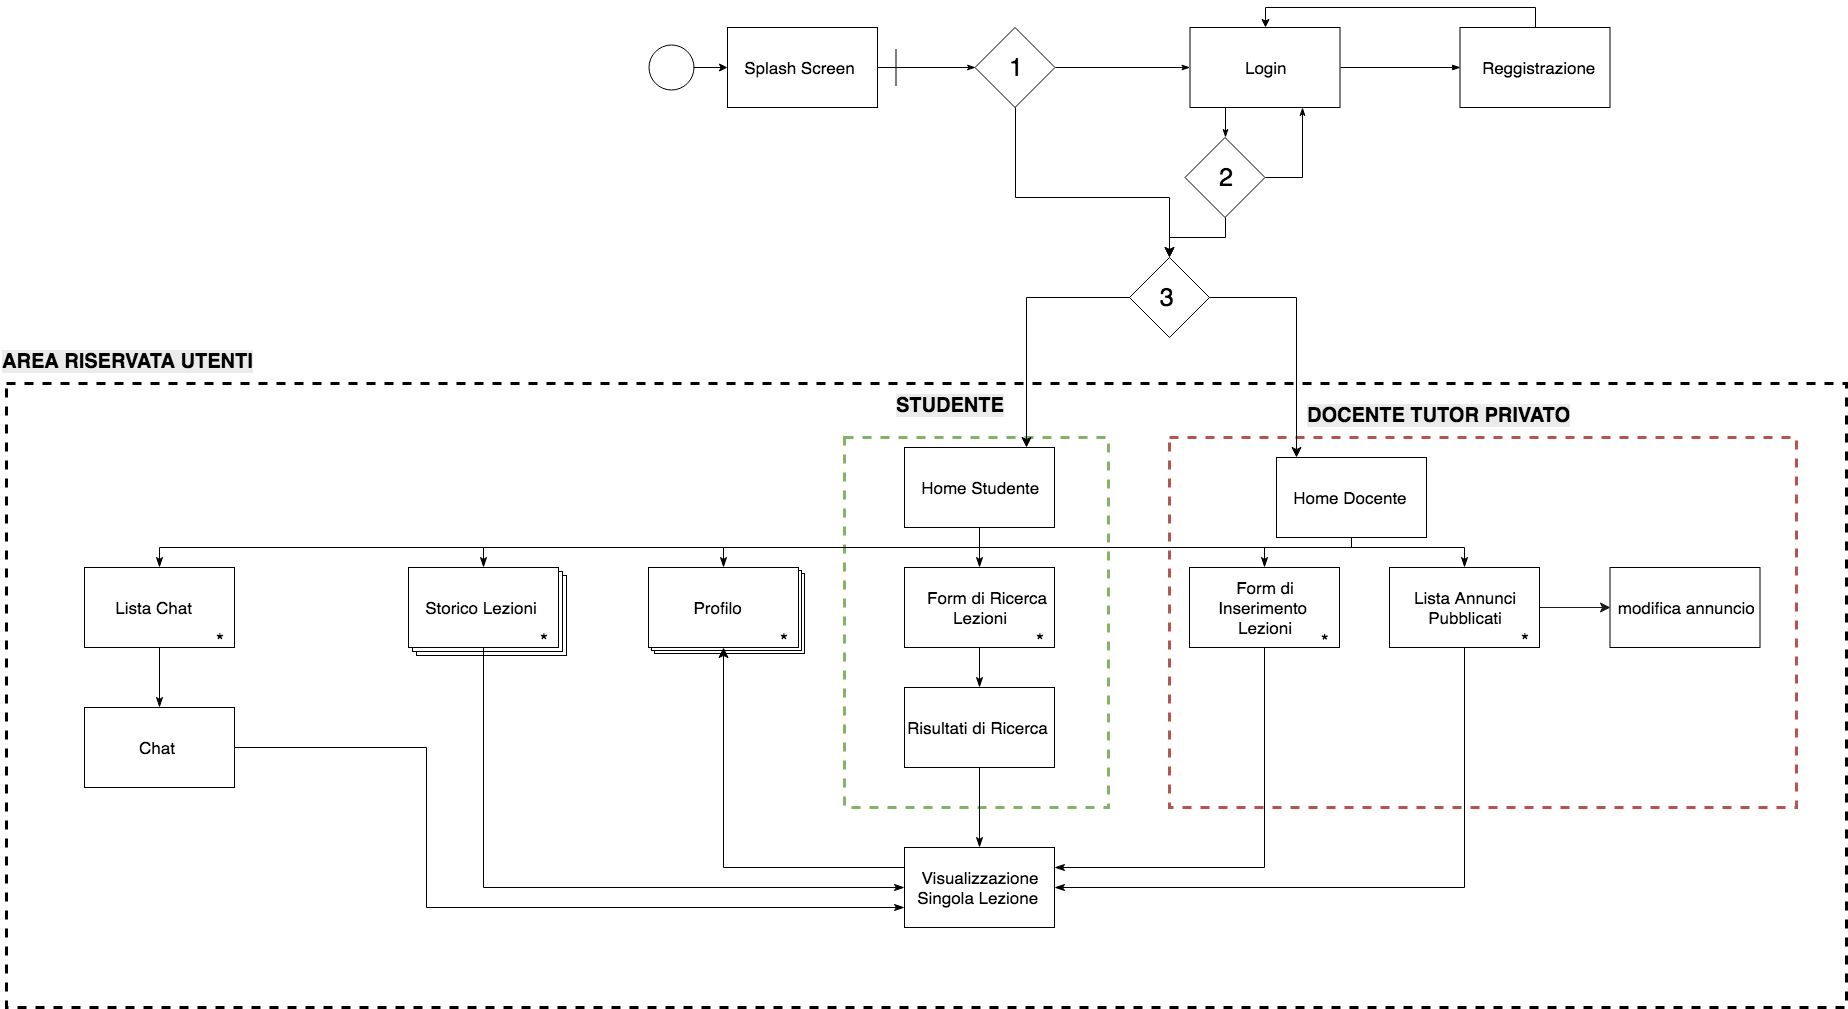 Splash Screen
1
Login
Reggistrazione
2
3
AREA RISERVATA UTENTI
STUDENTE
DOCENTE TUTOR PRIVATO
Home Studente
Home Docente
Lista Chat
*
Storico Lezioni
*
Profilo
*
Form di Ricerca
Lezioni
*
Form di
Inserimento
Lezioni
*
Lista Annunci
Pubblicati
*
modifica annuncio
Chat
Risultati di Ricerca
Visualizzazione
Singola Lezione